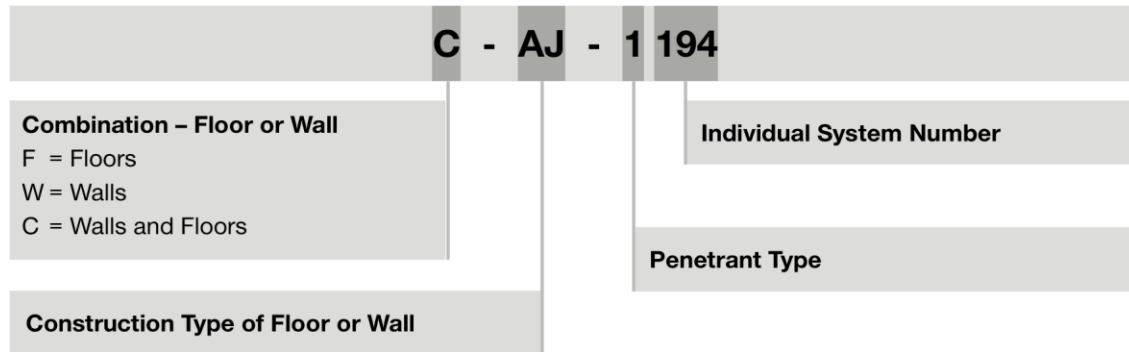 C - AJ - 1 194
Combination – Floor or Wall
F = Floors
W = Walls
C = Walls and Floors
Individual System Number
Penetrant Type
Construction Type of Floor or Wall